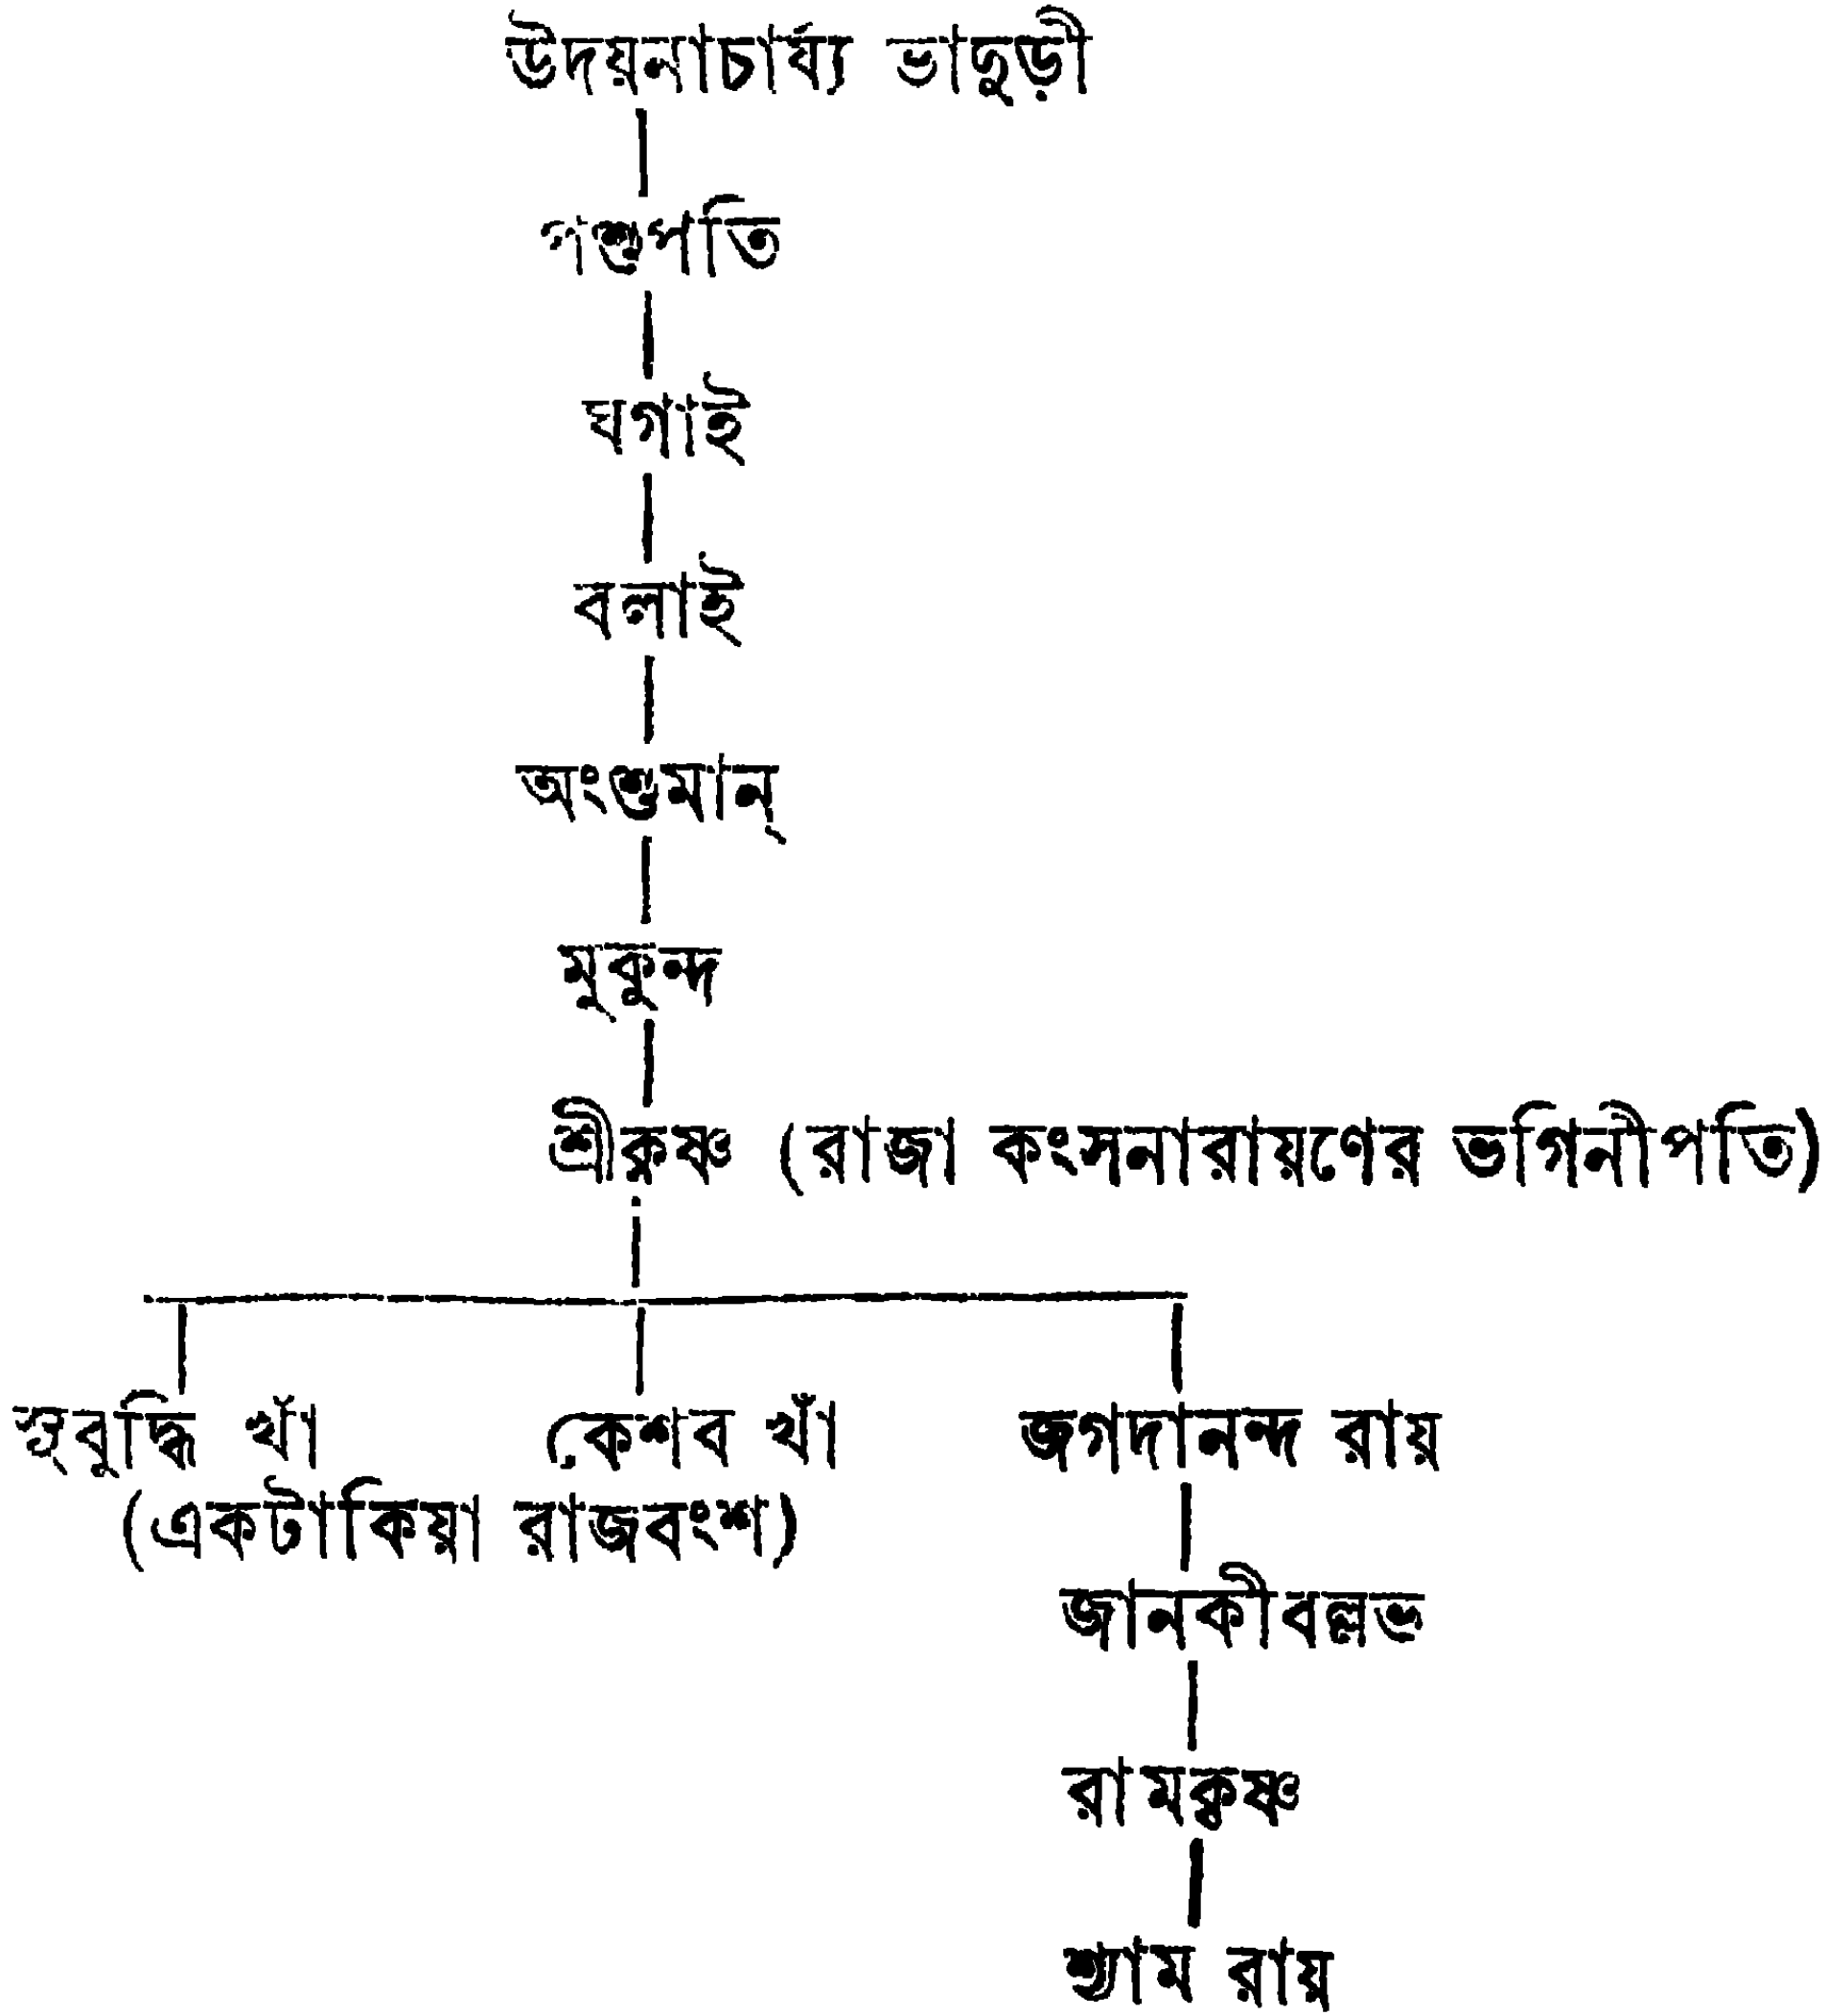 উদয়নাচার্য্য ভাদুড়ী
পশুপতি
ঘগাই
বলাই
অংশুমান্
মুকুন্দ
শ্রীকৃষ্ণ (রাজা কংসনারায়ণের ভগিনীপতি)
সুবুদ্ধি খাঁ কেশব খাঁ জগদানন্দ রায়
(একটাকিয়া রাজবংশ)
জানকীবল্লভ
রামকৃষ্ণ
শ্যাম রায়